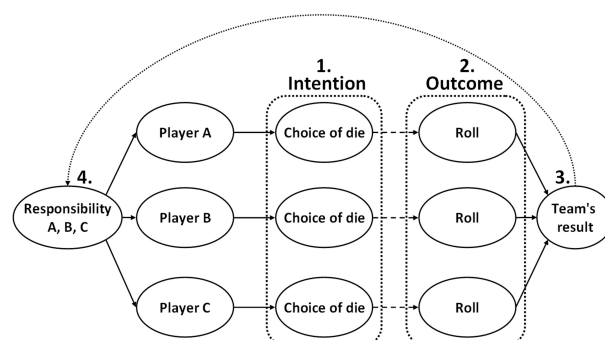 1.
Intention
2.
Outcome
Player A
Choice of die
Roll
4.
3.
Responsibility
A, B, C
Player B
Choice of die
Roll
Team's
result
Player C
Choice of die
Roll